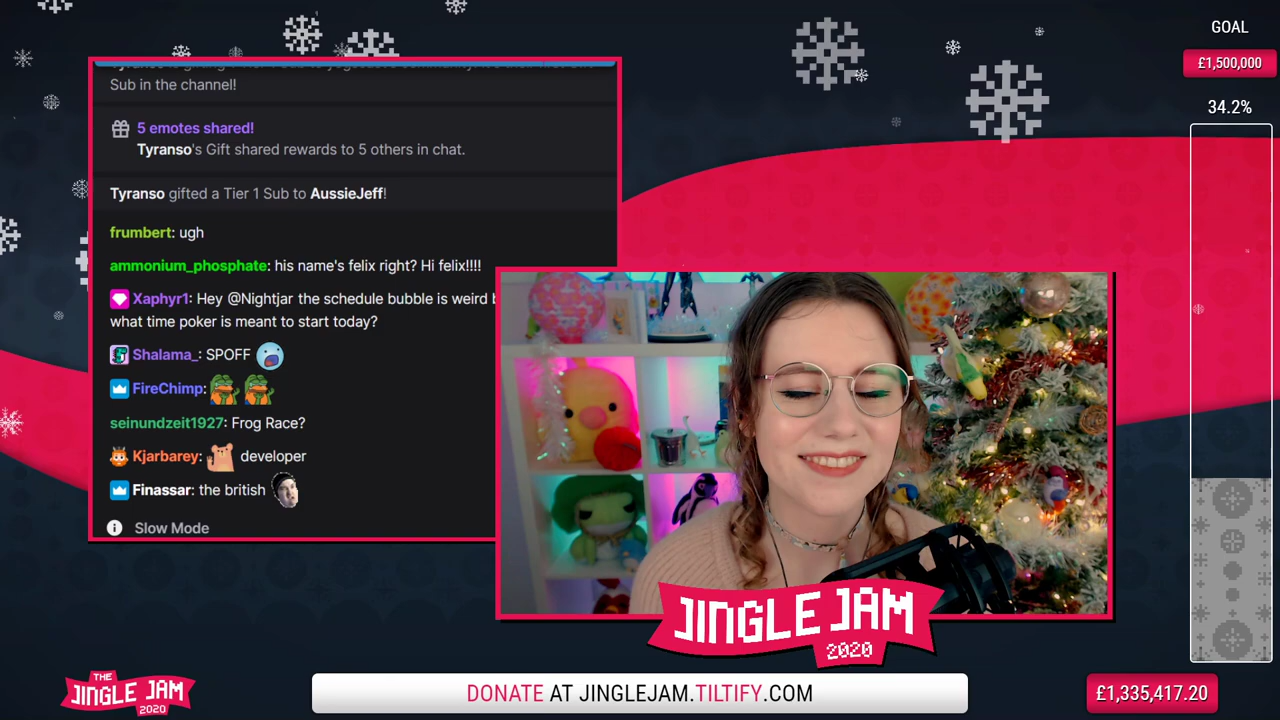 GOAL
£1,500,000
34.2%
Sub in the channel!
5 emotes shared!
Tyranso's Gift shared rewards to 5 others in chat.
Tyranso gifted a Tier 1 Sub to AussieJeff!
frumbert: ugh
ammonium_phosphate: his name's felix right? Hi felix!!!!
Xaphyr1: Hey @Nightjar the schedule bubble is weird
what time poker is meant to start today?
Shalama_: SPOFF
FireChimp:
seinundzeit1927: Frog Race?
Kjarbarey: developer
Finassar: the british
Slow Mode
JINGLE JAM
2020
THE
JINGLE JAM
2020
DONATE AT JINGLEJAM.TILTIFY.COM
£1,335,417.20